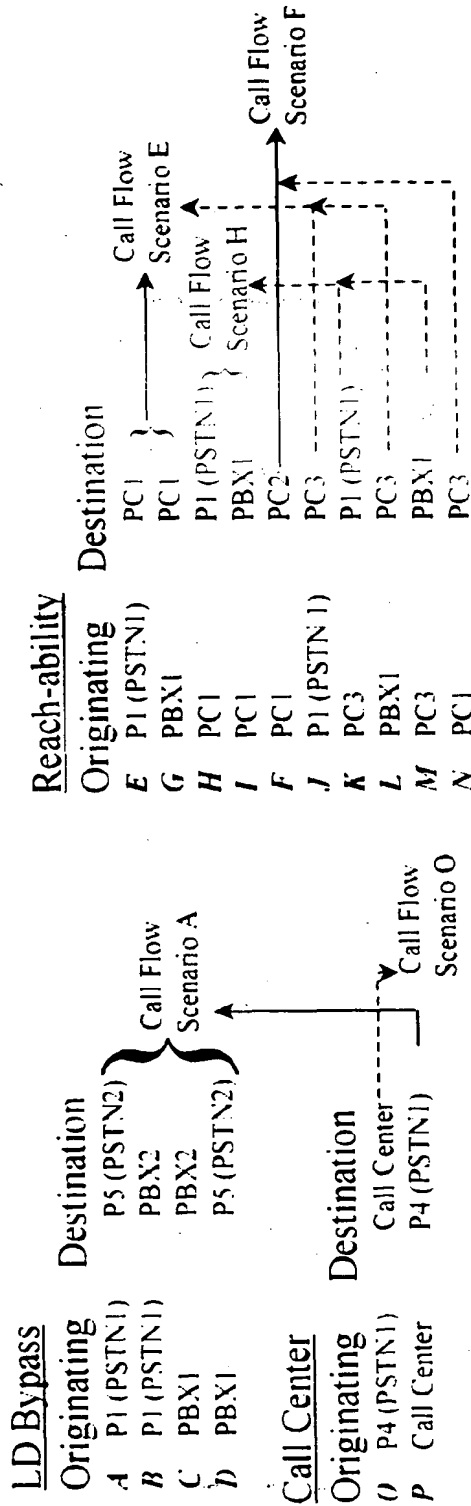 LD Bypass
Originating Destination
A P1 (PSTN1) P5 (PSTN2)
B P1 (PSTN1) PBX2
C PBX1 PBX2
D PBX1 P5 (PSTN2)
Call Flow
Scenario A
Call Center
Originating Destination
O P4 (PSTN1) Call Center
P Call Center P4 (PSTN1)
Call Flow
Scenario O
Reach-ability
Originating Destination
E P1 (PSTN1) PC1
G PBX1 PC1
H PC1 P1 (PSTN1)
I PC1 PBX1
F PC1 PC2
J P1 (PSTN 1) PC3
K PC3 P1 (PSTN1)
L PBX1 PC3
M PC3 PBX1
N PC1 PC3
Call Flow
Scenario E
Call Flow
Scenario H
Call Flow
Scenario F